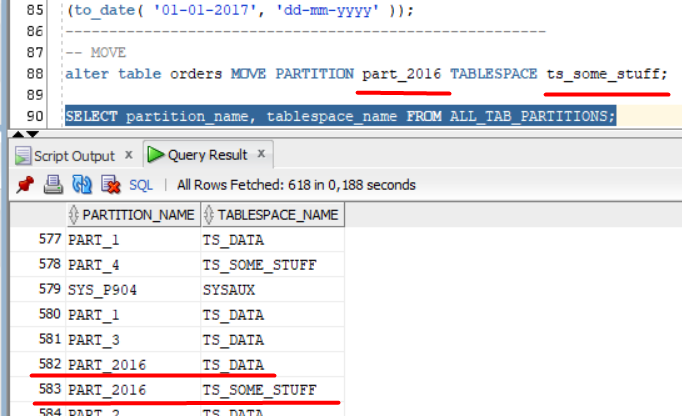 85 (to_date( '01-01-2017', 'dd-mm-yyyy' ));
86 ------------------------------------------------------
87 -- MOVE
88 alter table orders MOVE PARTITION part_2016 TABLESPACE ts_some_stuff;
89
90 SELECT partition_name, tablespace_name FROM ALL_TAB_PARTITIONS;
Script Output x Query Result x
SQL | All Rows Fetched: 618 in 0,188 seconds
PARTITION_NAME TABLESPACE_NAME
577 PART_1 TS_DATA
578 PART_4 TS_SOME_STUFF
579 SYS_P904 SYSAUX
580 PART_1 TS_DATA
581 PART_3 TS_DATA
582 PART_2016 TS_DATA
583 PART_2016 TS_SOME_STUFF
584 PART_2 TS_DATA